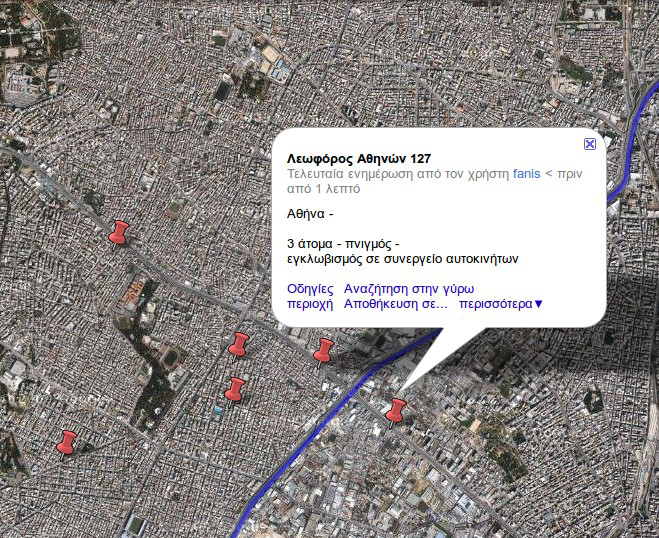 Λεωφόρος Αθηνών 127
Τελευταία ενημέρωση από τον χρήστη fanis < πριν
από 1 λεπτό
Αθήνα -
3 άτομα - πνιγμός -
εγκλωβισμός σε συνεργείο αυτοκινήτων
Οδηγίες Αναζήτηση στην γύρω
περιοχή Αποθήκευση σε... περισσότερα▼